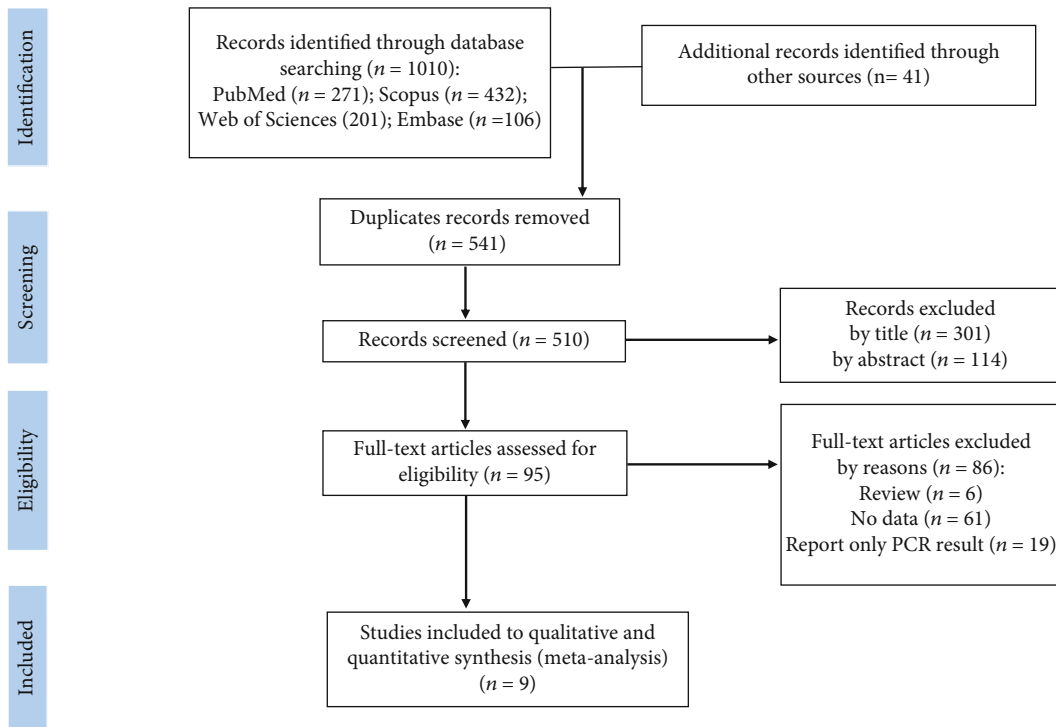 Identification
Records identified through database
searching (n = 1010):
PubMed (n = 271); Scopus (n = 432);
Web of Sciences (201); Embase (n =106)
Additional records identified through
other sources (n= 41)
Screening
Duplicates records removed
(n = 541)
Records screened (n = 510)
Records excluded
by title (n = 301)
by abstract (n = 114)
Eligibility
Full-text articles assessed for
eligibility (n = 95)
Full-text articles excluded
by reasons (n = 86):
Review (n = 6)
No data (n = 61)
Report only PCR result (n = 19)
Included
Studies included to qualitative and
quantitative synthesis (meta-analysis)
(n = 9)